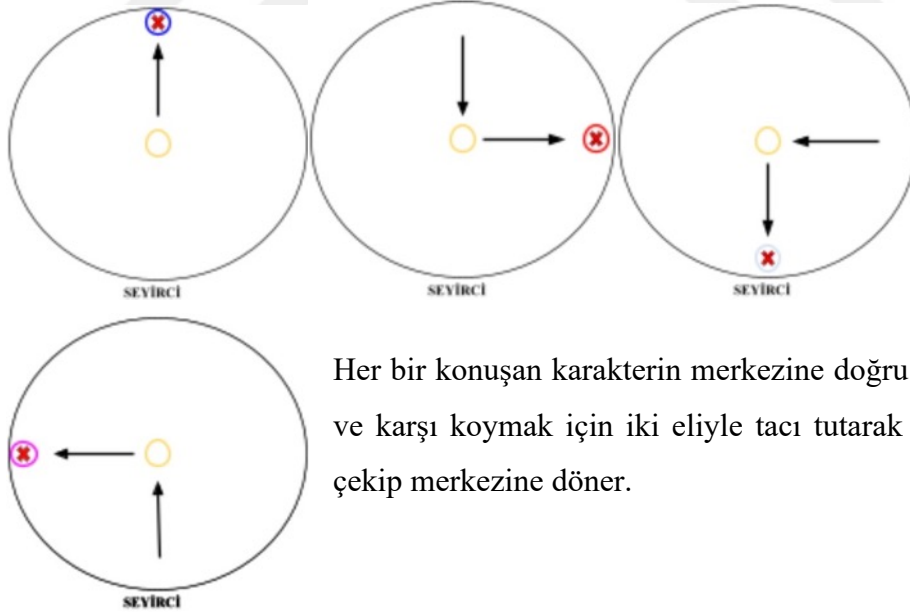 SEYİRCİ
SEYİRCİ
SEYİRCİ
Her bir konuşan karakterin merkezine doğru
ve karşı koymak için iki eliyle tacı tutarak
çekip merkezine döner.
SEYİRCİ